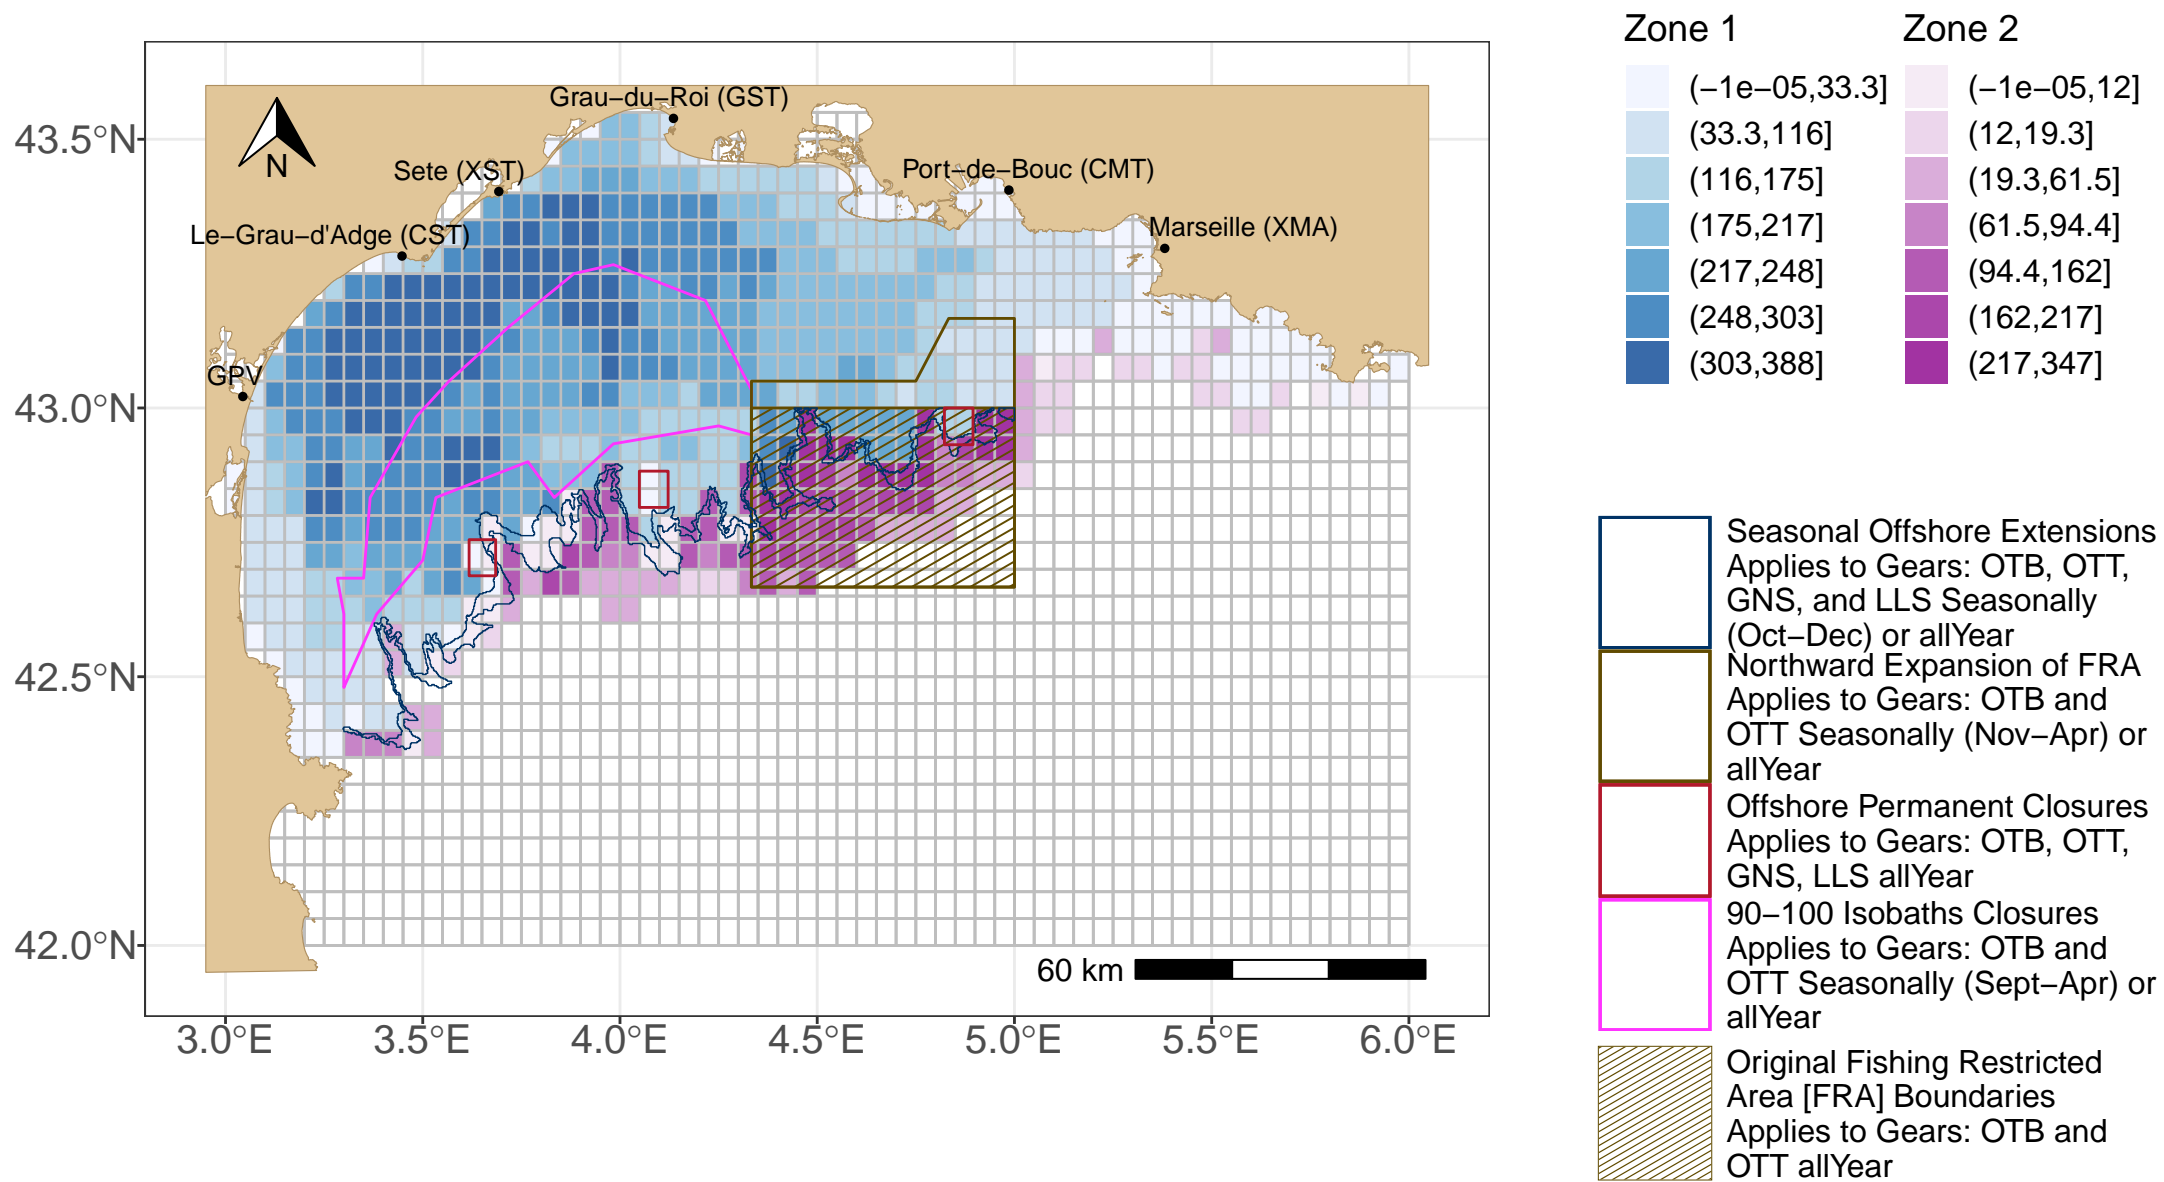 Zone 1
(−1e−05,33.3]
(33.3,116]
(116,175]
(175,217]
(217,248]
(248,303]
(303,388]
Zone 2
(−1e−05,12]
(12,19.3]
(19.3,61.5]
(61.5,94.4]
(94.4,162]
(162,217]
(217,347]
Grau−du−Roi (GST)
Sete (XST)
Port−de−Bouc (CMT)
Le−Grau−d'Adge (CST)
Marseille (XMA)
GPV
N
43.5°N
43.0°N
42.5°N
42.0°N
60 km
3.0°E
3.5°E
4.0°E
4.5°E
5.0°E
5.5°E
6.0°E
Seasonal Offshore Extensions
Applies to Gears: OTB, OTT,
GNS, and LLS Seasonally
(Oct−Dec) or allYear
Northward Expansion of FRA
Applies to Gears: OTB and
OTT Seasonally (Nov−Apr) or
allYear
Offshore Permanent Closures
Applies to Gears: OTB, OTT,
GNS, LLS allYear
90−100 Isobaths Closures
Applies to Gears: OTB and
OTT Seasonally (Sept−Apr) or
allYear
Original Fishing Restricted
Area [FRA] Boundaries
Applies to Gears: OTB and
OTT allYear